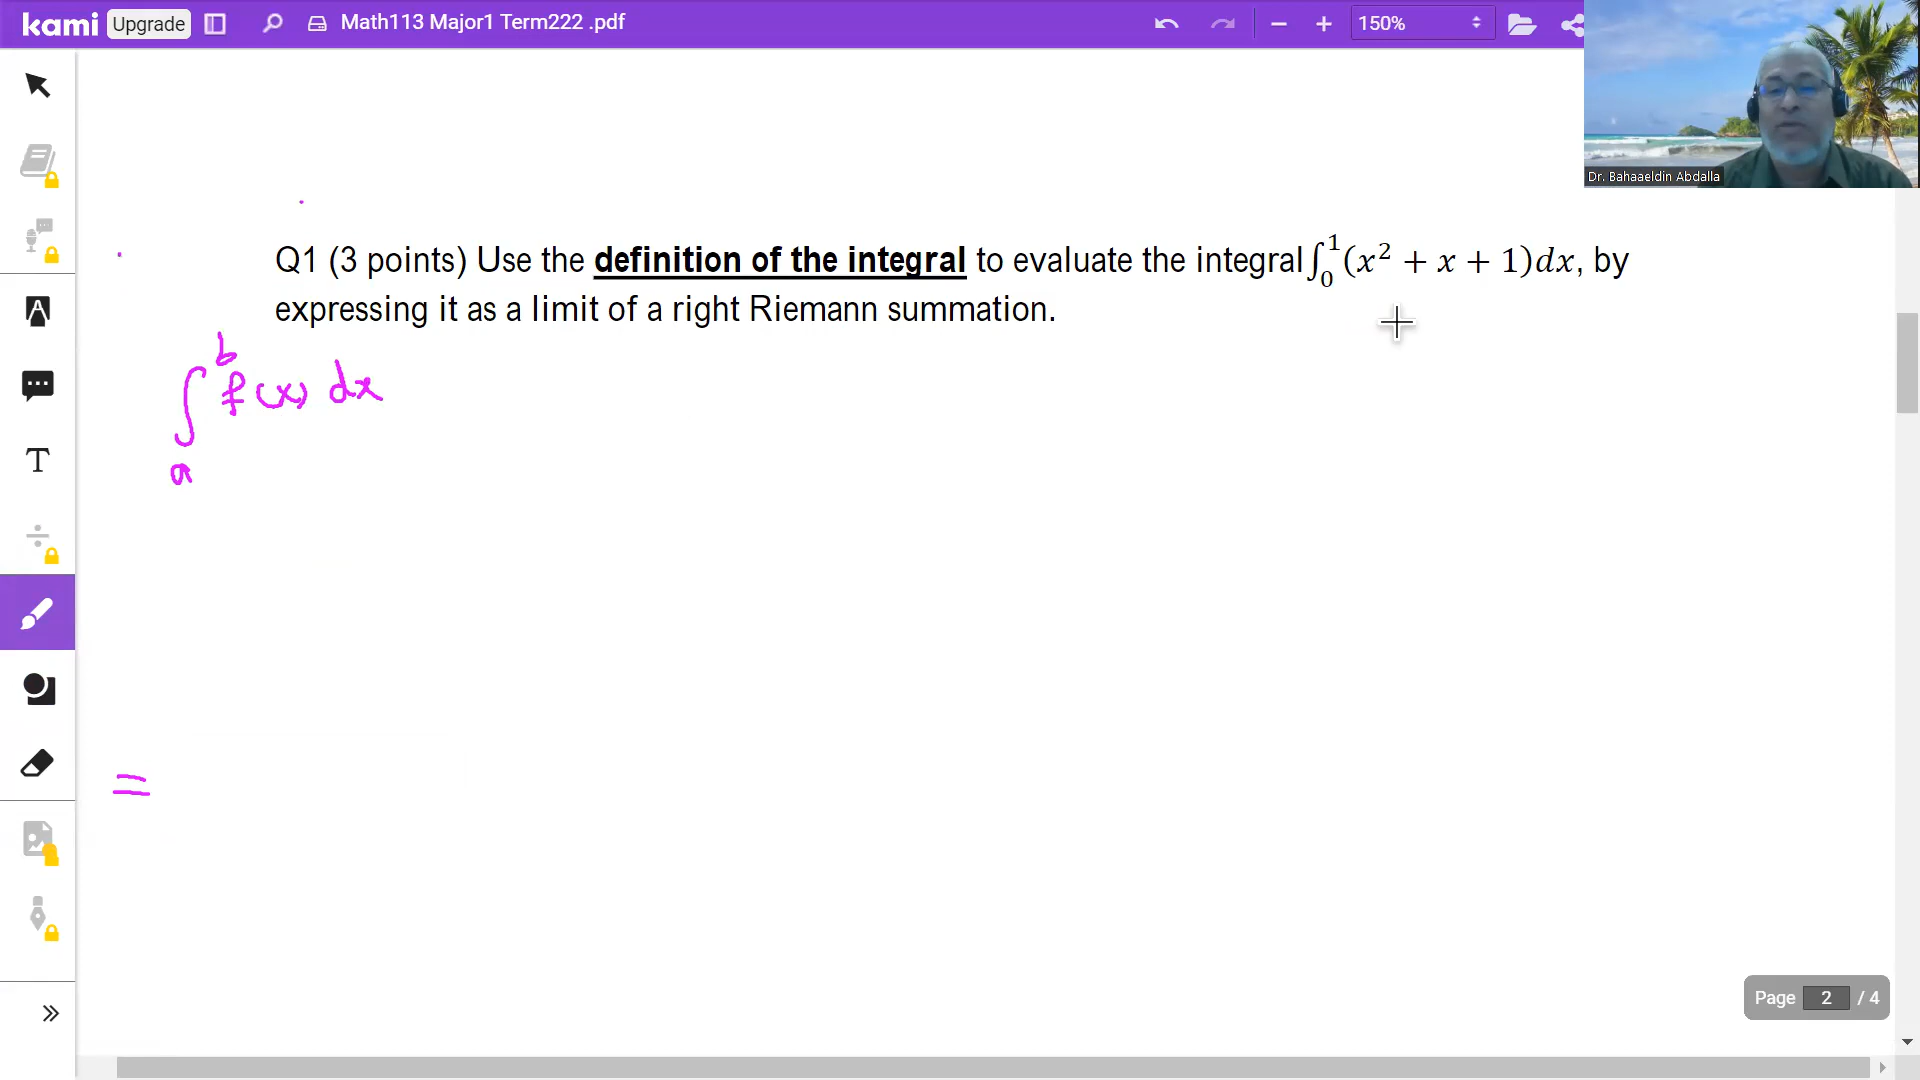 kami Upgrade Math113 Major1 Term222 .pdf 150%
Dr. Bahaaeldin Abdalla
Q1 (3 points) Use the definition of the integral to evaluate the integral ∫₀¹(x² + x + 1)dx, by
expressing it as a limit of a right Riemann summation.
∫ₐᵇ f(x) dx
T
=
Page 2 / 4